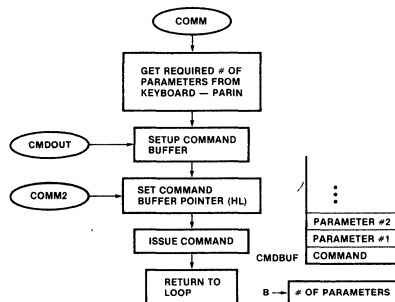 COMM
GET REQUIRED # OF
PARAMETERS FROM
KEYBOARD — PARIN
CMDOUT
SETUP COMMAND
BUFFER
COMM2
SET COMMAND
BUFFER POINTER (HL)
ISSUE COMMAND
RETURN TO
LOOP
PARAMETER #2
PARAMETER #1
CMDBUF
COMMAND
B
# OF PARAMETERS